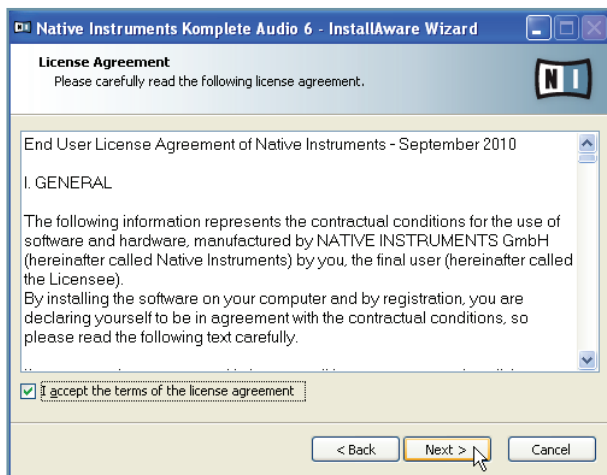 Native Instruments Komplete Audio 6 - InstallAware Wizard
License Agreement
Please carefully read the following license agreement.
NI
End User License Agreement of Native Instruments - September 2010
I. GENERAL
The following information represents the contractual conditions for the use of
software and hardware, manufactured by NATIVE INSTRUMENTS GmbH
(hereinafter called Native Instruments) by you, the final user (hereinafter called
the Licensee).
By installing the software on your computer and by registration, you are
declaring yourself to be in agreement with the contractual conditions, so
please read the following text carefully.
I accept the terms of the license agreement
< Back Next > Cancel